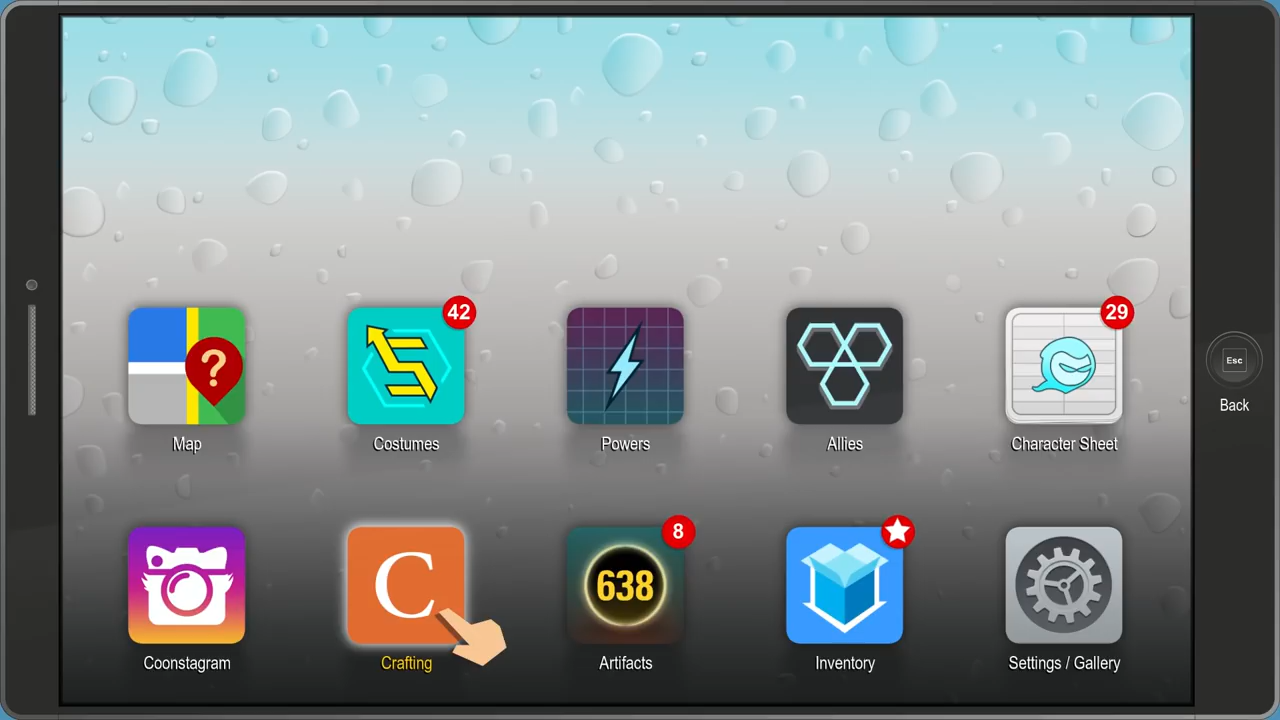 42
29
?
Map
Costumes
Powers
Allies
Character Sheet
Esc
Back
8
C
638
Coonstagram
Crafting
Artifacts
Inventory
Settings / Gallery